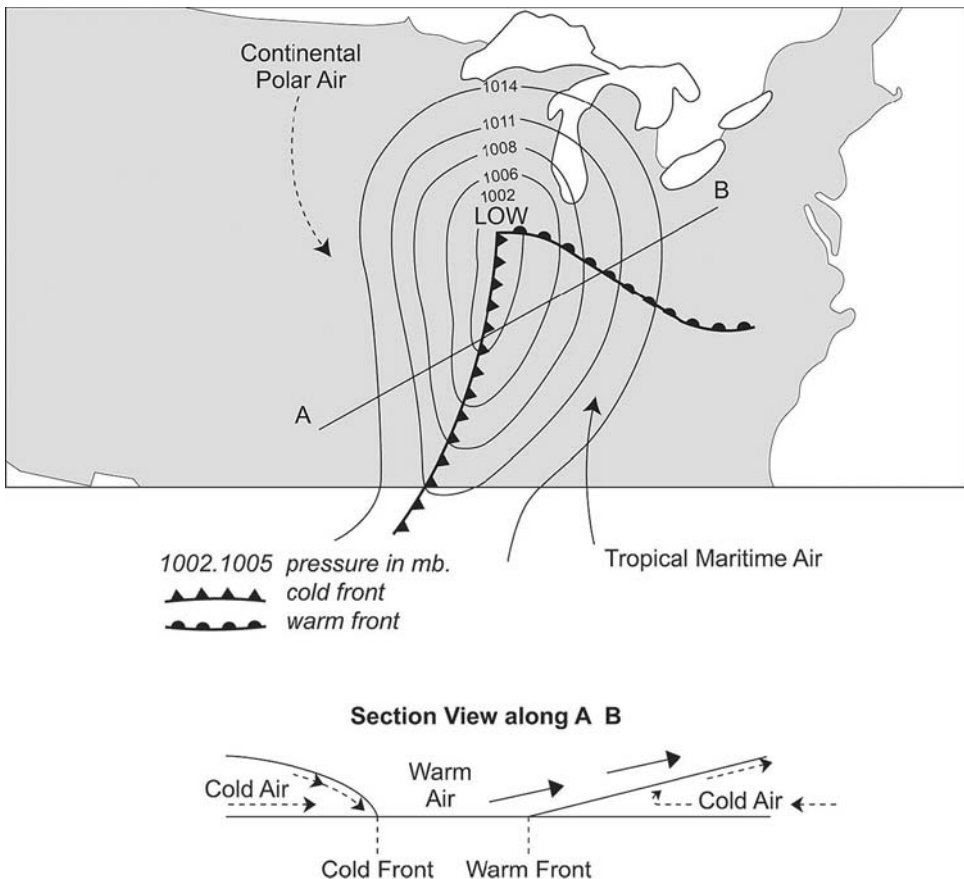 Continental
Polar Air
1014
1011
1008
1006
1002
LOW
B
A
Tropical Maritime Air
1002.1005 pressure in mb.
cold front
warm front
Section View along A B
Cold Air
Warm
Air
Cold Air
Cold Front
Warm Front